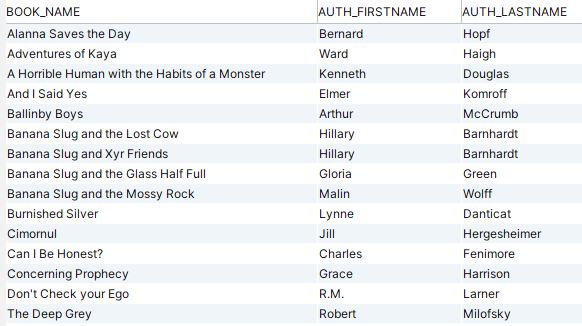 BOOK_NAME AUTH_FIRSTNAME AUTH_LASTNAME
Alanna Saves the Day Bernard Hopf
Adventures of Kaya Ward Haigh
A Horrible Human with the Habits of a Monster Kenneth Douglas
And I Said Yes Elmer Komroff
Ballinby Boys Arthur McCrumb
Banana Slug and the Lost Cow Hillary Barnhardt
Banana Slug and Xyr Friends Hillary Barnhardt
Banana Slug and the Glass Half Full Gloria Green
Banana Slug and the Mossy Rock Malin Wolff
Burnished Silver Lynne Danticat
Cimornul Jill Hergesheimer
Can I Be Honest? Charles Fenimore
Concerning Prophecy Grace Harrison
Don't Check your Ego R.M. Larner
The Deep Grey Robert Milofsky